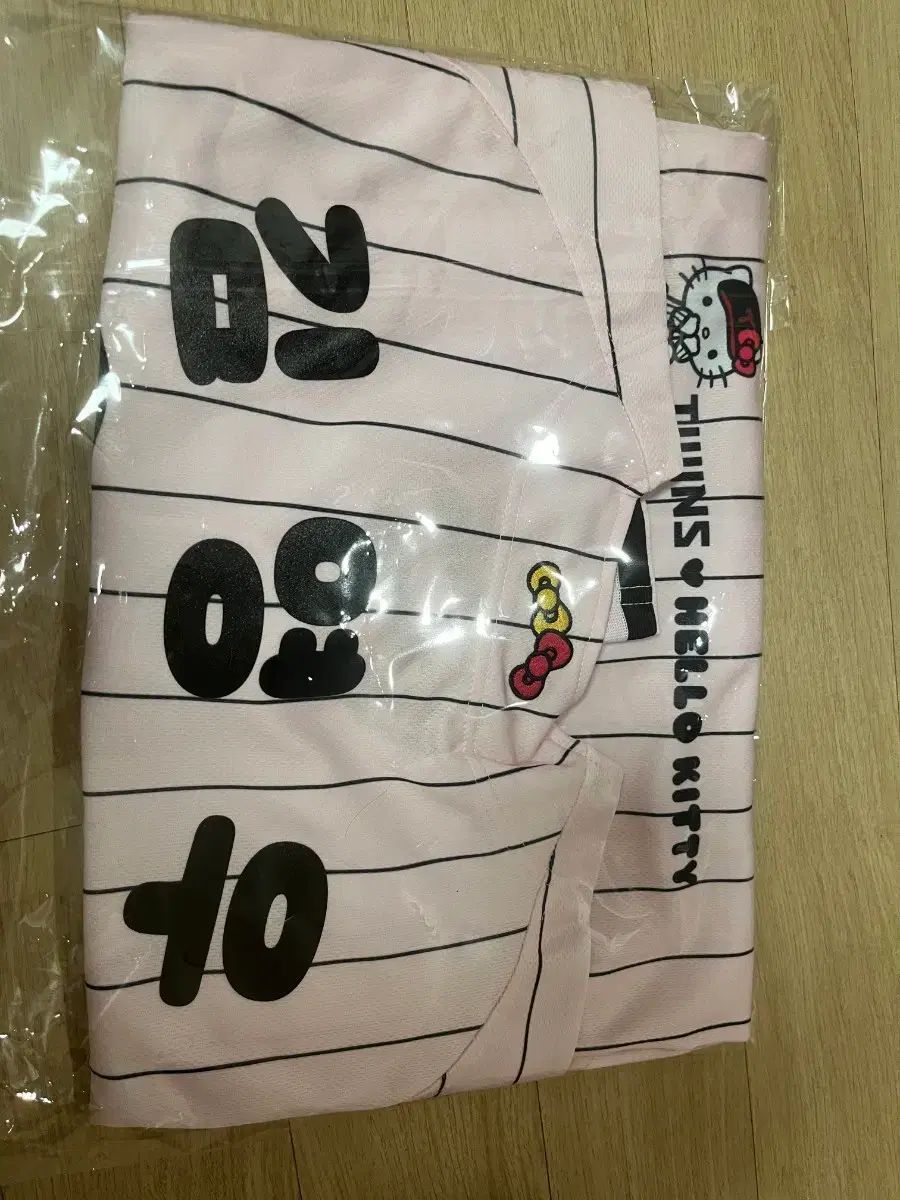 김영우
TWINS ♥ HELLO KITTY